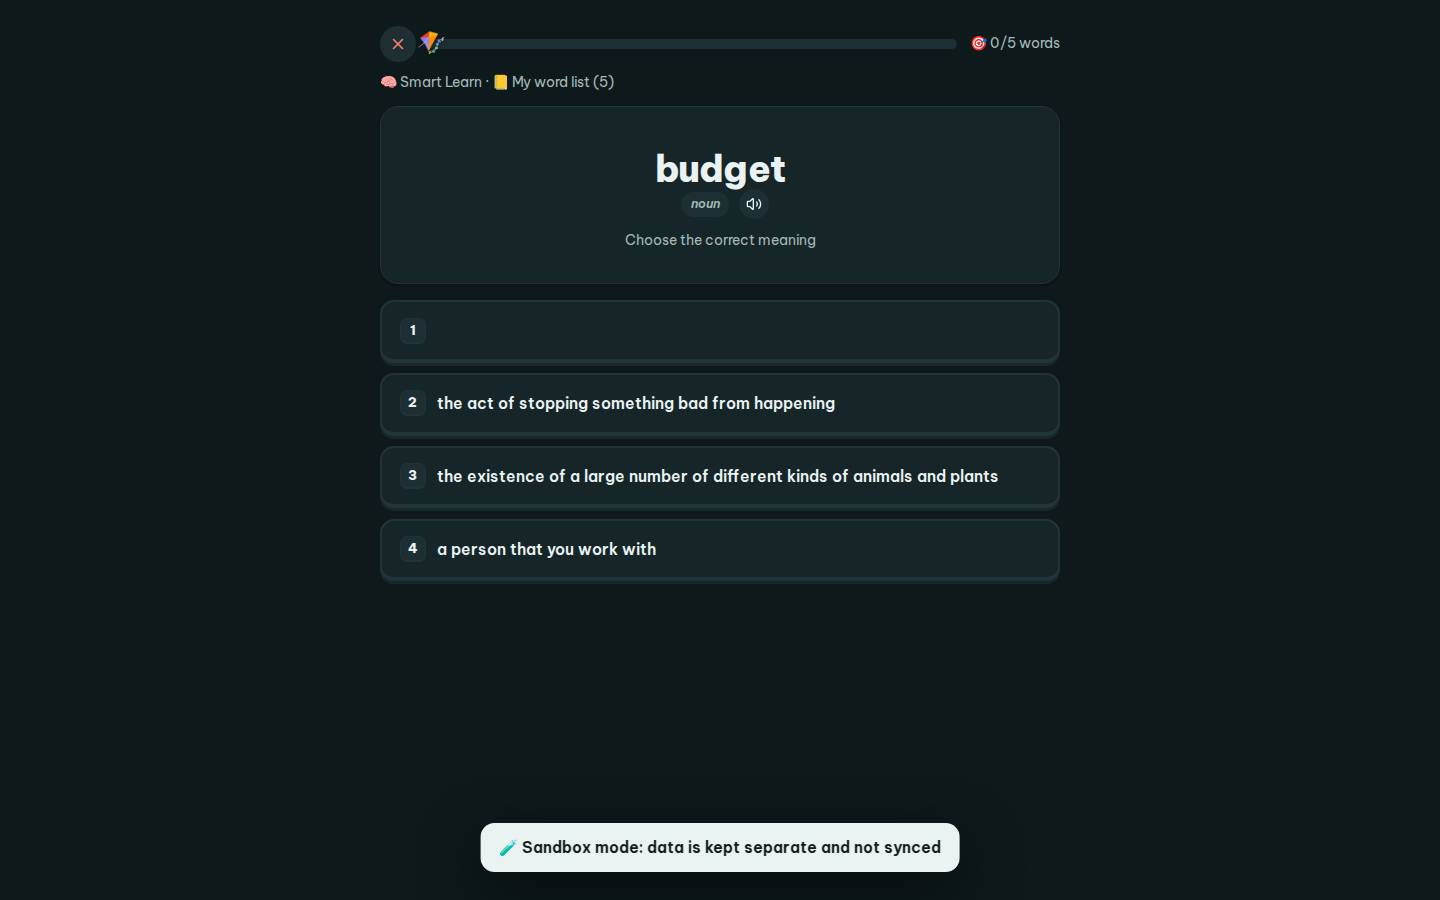 0/5 words
Smart Learn · My word list (5)
budget
noun
Choose the correct meaning
1
2 the act of stopping something bad from happening
3 the existence of a large number of different kinds of animals and plants
4 a person that you work with
Sandbox mode: data is kept separate and not synced